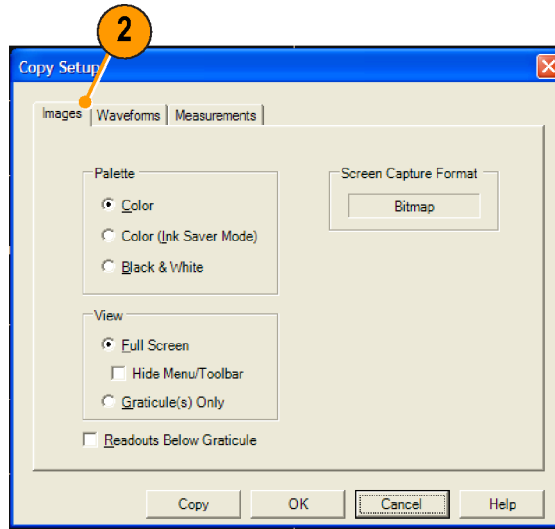 2
Copy Setup
Images Waveforms Measurements
Palette
Screen Capture Format
Color
Bitmap
Color (Ink Saver Mode)
Black & White
View
Full Screen
Hide Menu/Toolbar
Graticule(s) Only
Readouts Below Graticule
Copy OK Cancel Help